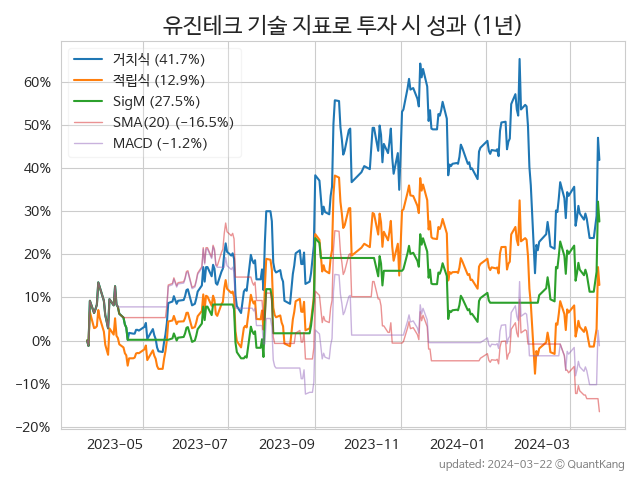 유진테크 기술 지표로 투자 시 성과 (1년)
거치식 (41.7%)
적립식 (12.9%)
SigM (27.5%)
SMA(20) (−16.5%)
MACD (−1.2%)
60%
50%
40%
30%
20%
10%
0%
−10%
−20%
2023-05 2023-07 2023-09 2023-11 2024-01 2024-03
updated: 2024-03-22 © QuantKang